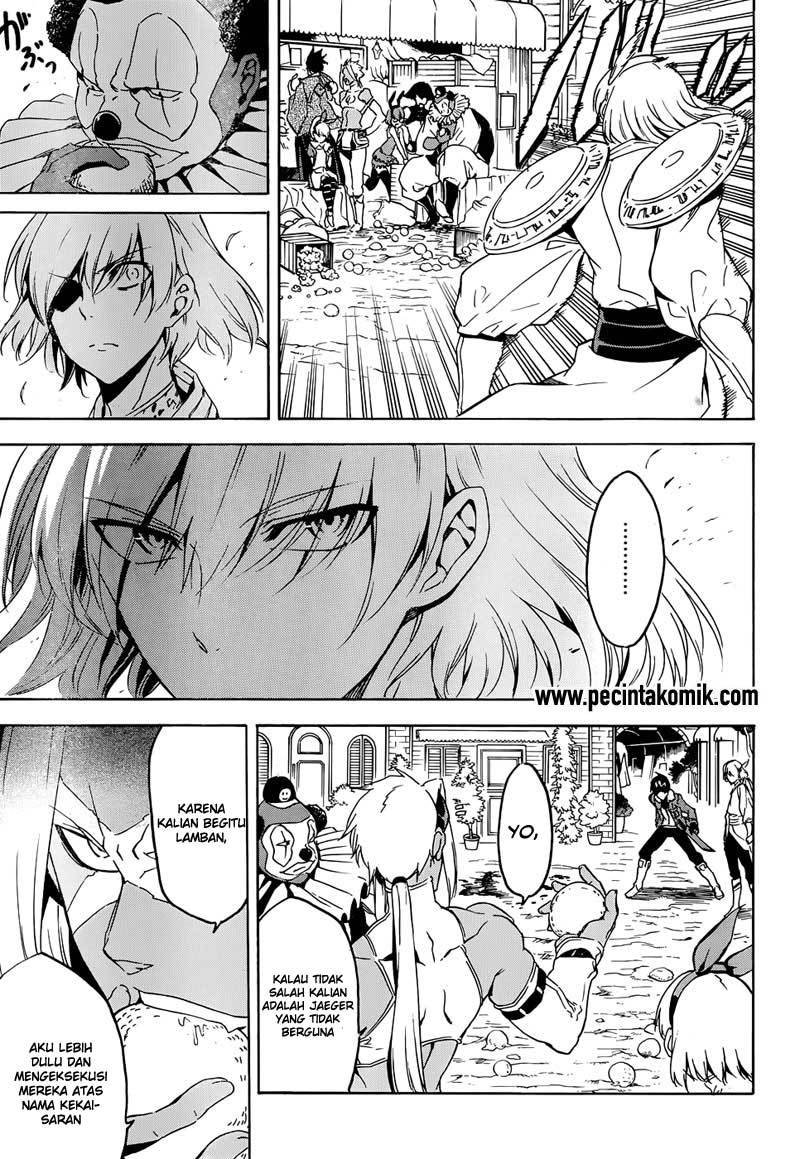 がぶっ
.........
www.pecintakomik.com
YO,
KALAU TIDAK
SALAH KALIAN
ADALAH JAEGER
YANG TIDAK
BERGUNA
KARENA
KALIAN BEGITU
LAMBAN,
AKU LEBIH
DULU DAN
MENGEKSEKUSI
MEREKA ATAS
NAMA KEKAI-
SARAN